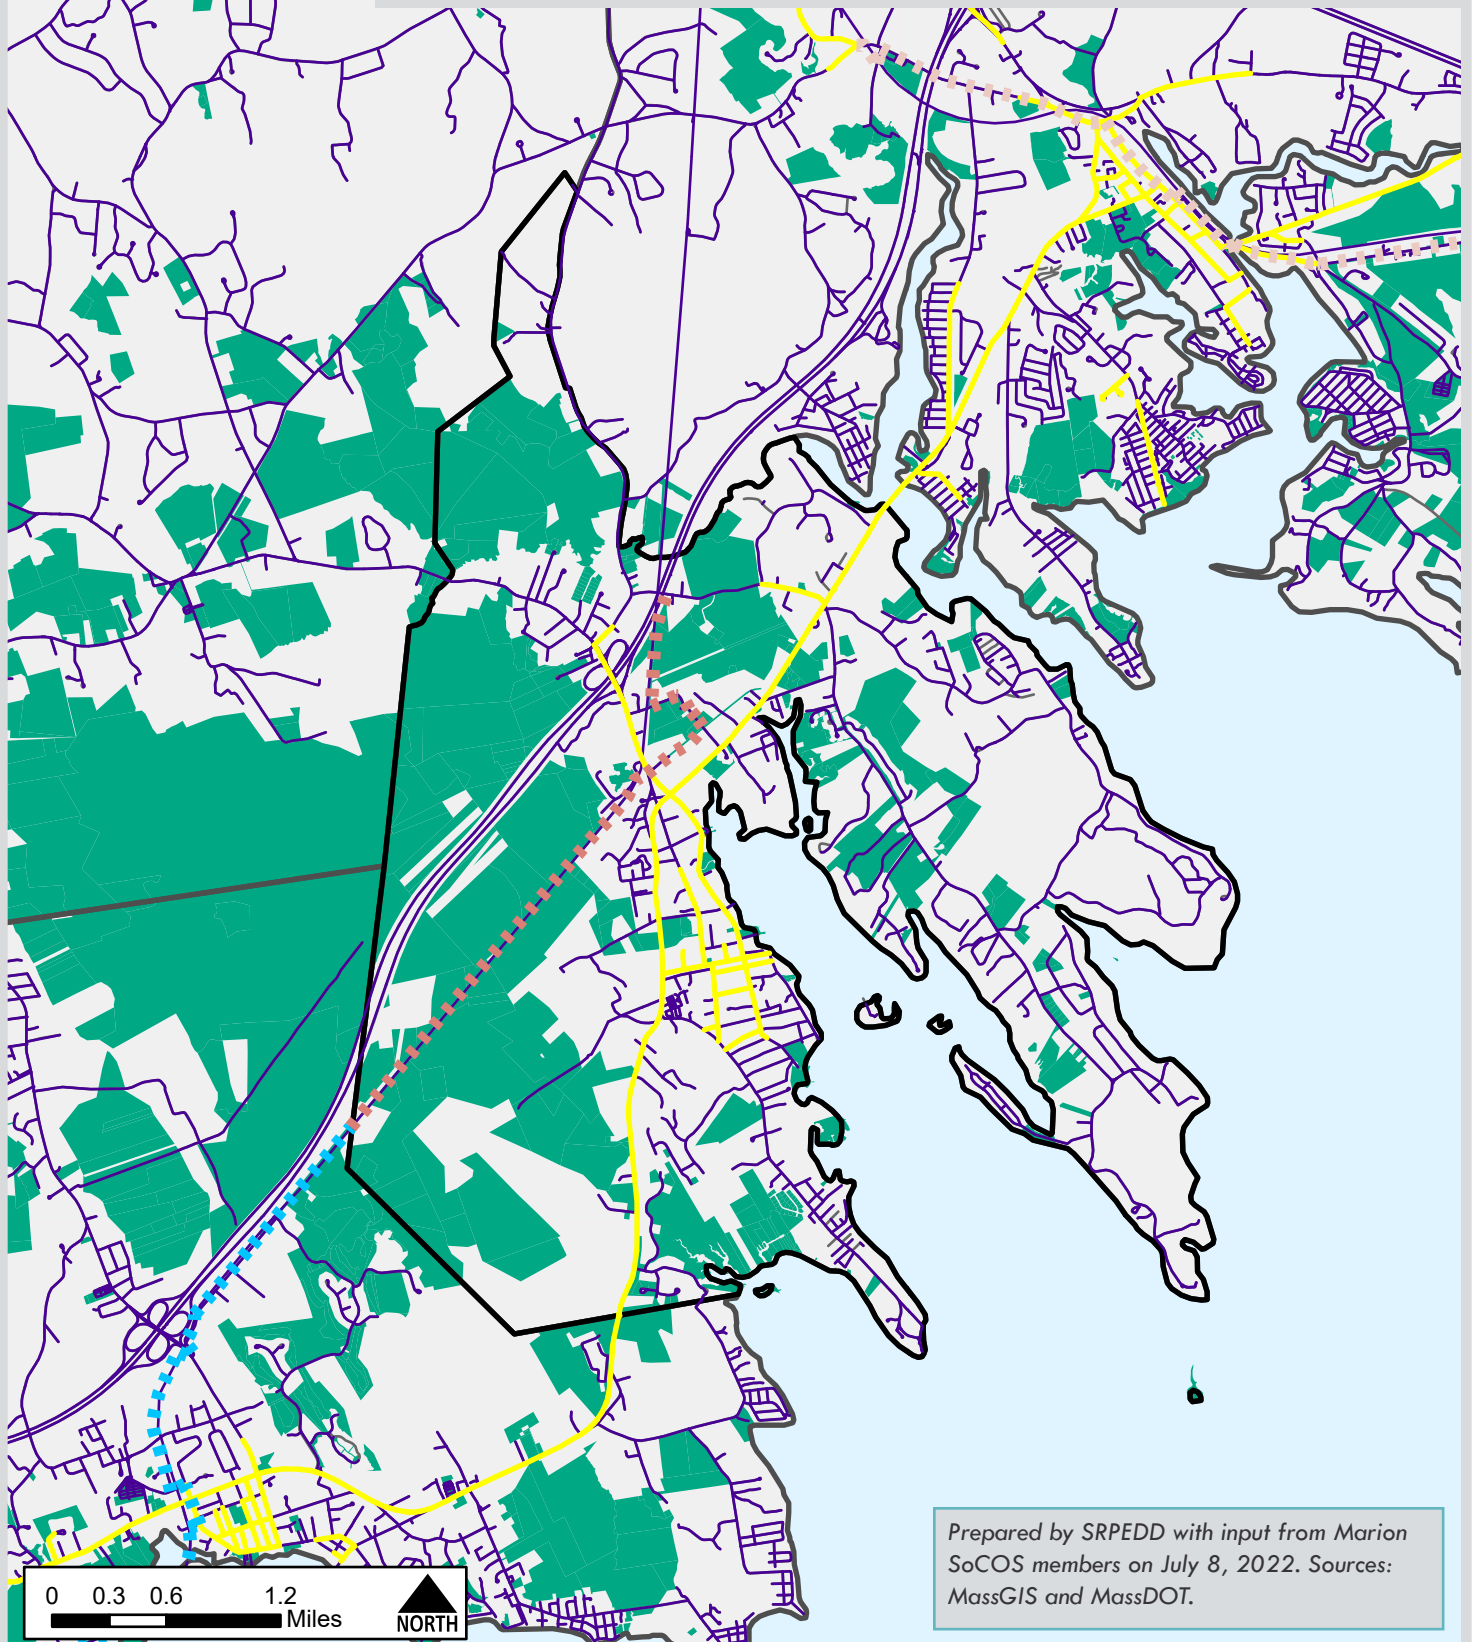 Prepared by SRPEDD with input from Marion
SoCOS members on July 8, 2022. Sources:
MassGIS and MassDOT.
0 0.3 0.6 1.2
Miles
NORTH